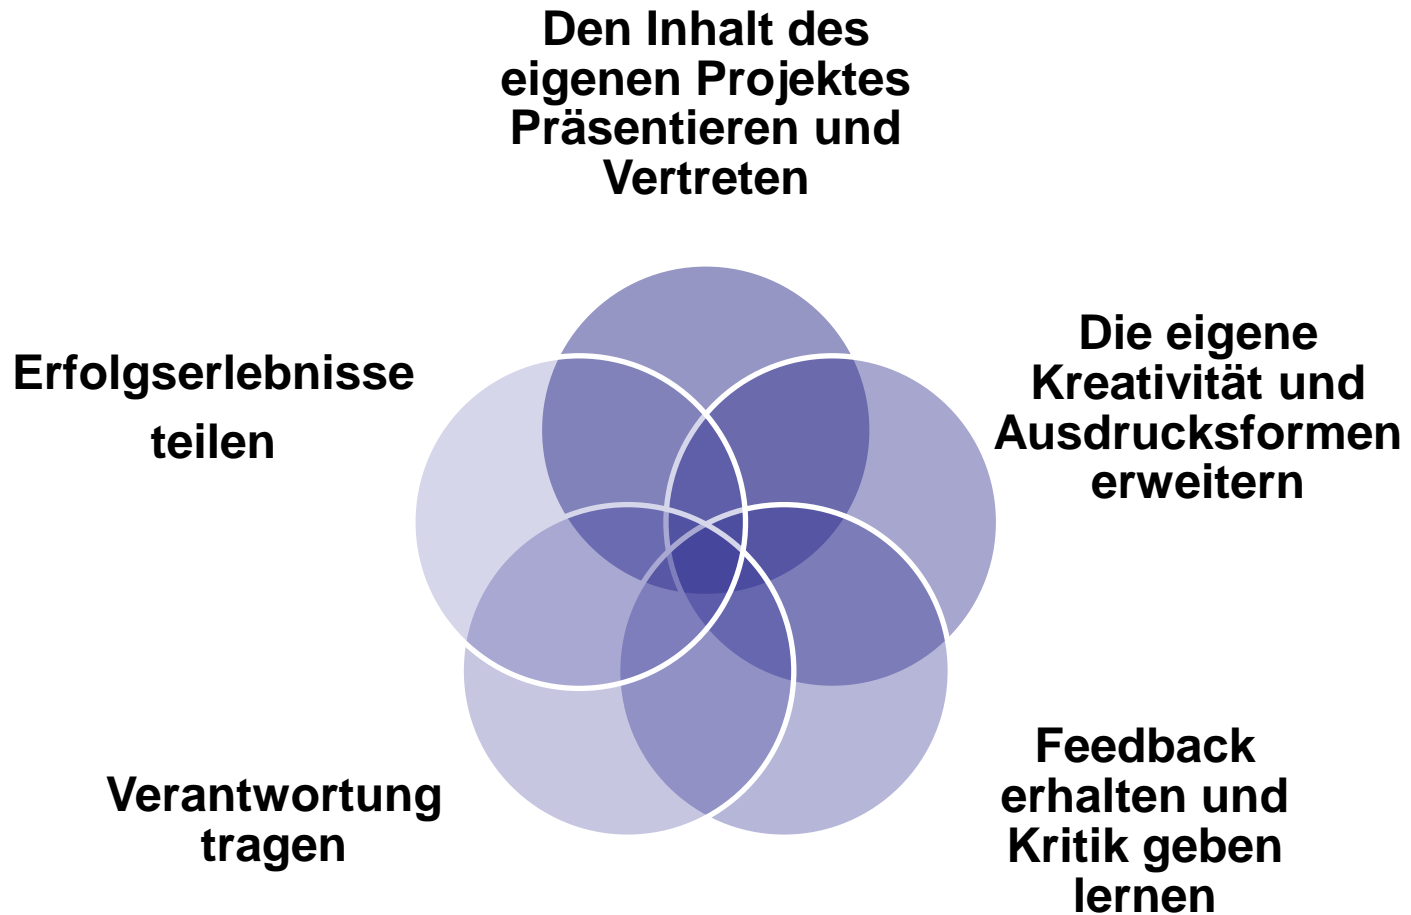 Den Inhalt des
eigenen Projektes
Präsentieren und
Vertreten
Die eigene
Kreativität und
Ausdrucksformen
erweitern
Feedback
erhalten und
Kritik geben
lernen
Verantwortung
tragen
Erfolgserlebnisse
teilen